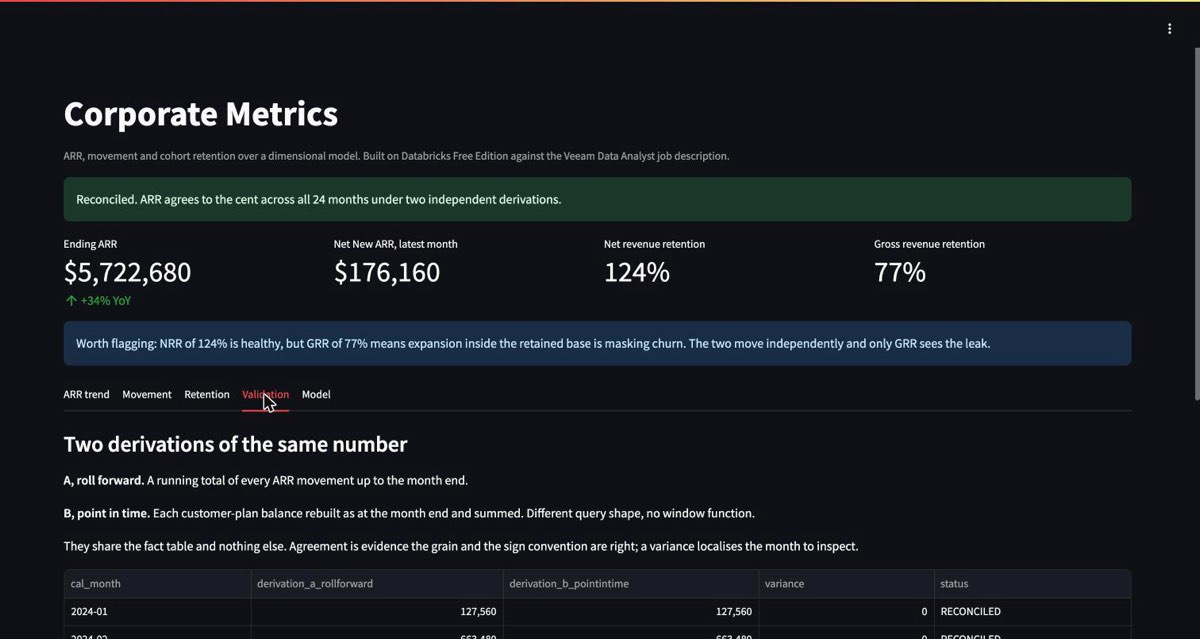 Corporate Metrics
ARR, movement and cohort retention over a dimensional model. Built on Databricks Free Edition against the Veeam Data Analyst job description.
Reconciled. ARR agrees to the cent across all 24 months under two independent derivations.
Ending ARR
$5,722,680
↑ +34% YoY
Net New ARR, latest month
$176,160
Net revenue retention
124%
Gross revenue retention
77%
Worth flagging: NRR of 124% is healthy, but GRR of 77% means expansion inside the retained base is masking churn. The two move independently and only GRR sees the leak.
ARR trend Movement Retention Validation Model
Two derivations of the same number
A, roll forward. A running total of every ARR movement up to the month end.
B, point in time. Each customer-plan balance rebuilt as at the month end and summed. Different query shape, no window function.
They share the fact table and nothing else. Agreement is evidence the grain and the sign convention are right; a variance localises the month to inspect.
cal_month derivation_a_rollforward derivation_b_pointintime variance status
2024-01 127,560 127,560 0 RECONCILED
2024-02 663,480 663,480 0 RECONCILED